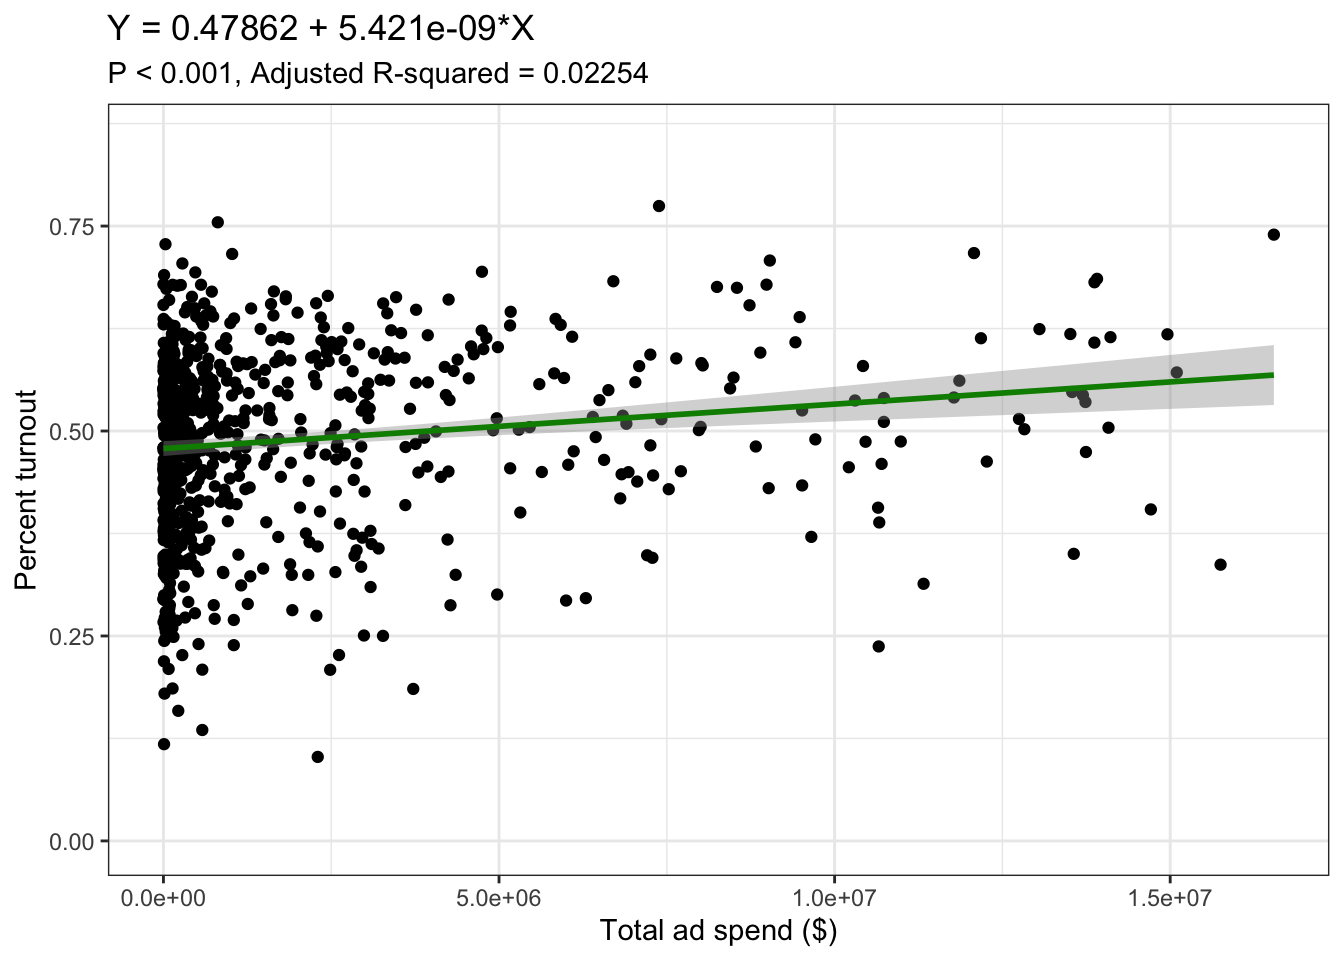 Y = 0.47862 + 5.421e-09*X
P < 0.001, Adjusted R-squared = 0.02254
Percent turnout
0.75
0.50
0.25
0.00
0.0e+00 5.0e+06 1.0e+07 1.5e+07
Total ad spend ($)